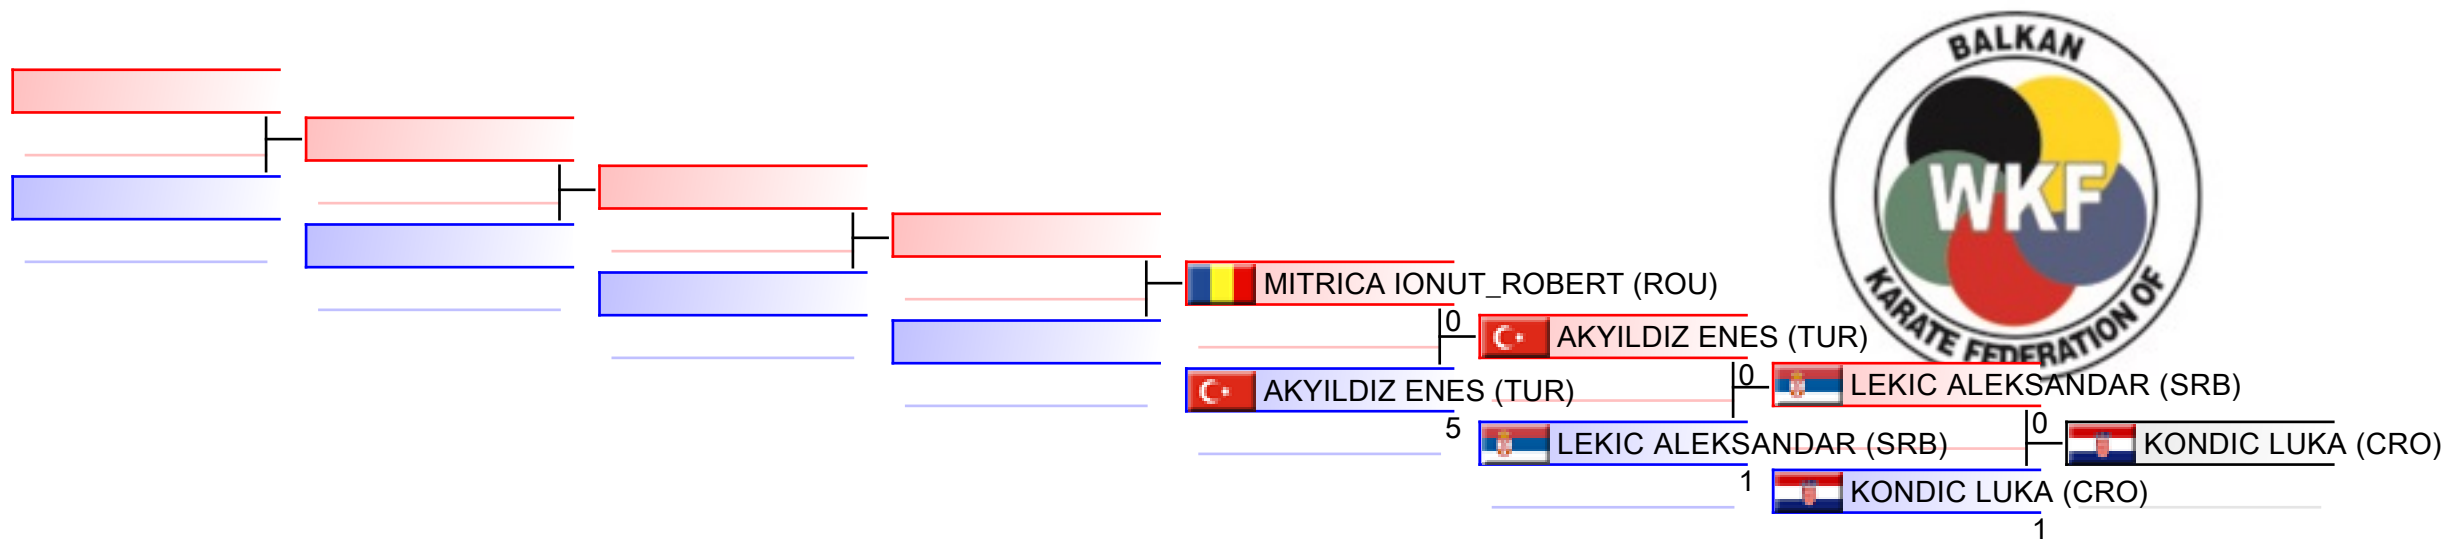 BALKAN
WKF
KARATE FEDERATION OF
MITRICA IONUT_ROBERT (ROU)
0
AKYILDIZ ENES (TUR)
AKYILDIZ ENES (TUR)
5
0
LEKIC ALEKSANDAR (SRB)
LEKIC ALEKSANDAR (SRB)
1
0
KONDIC LUKA (CRO)
KONDIC LUKA (CRO)
1